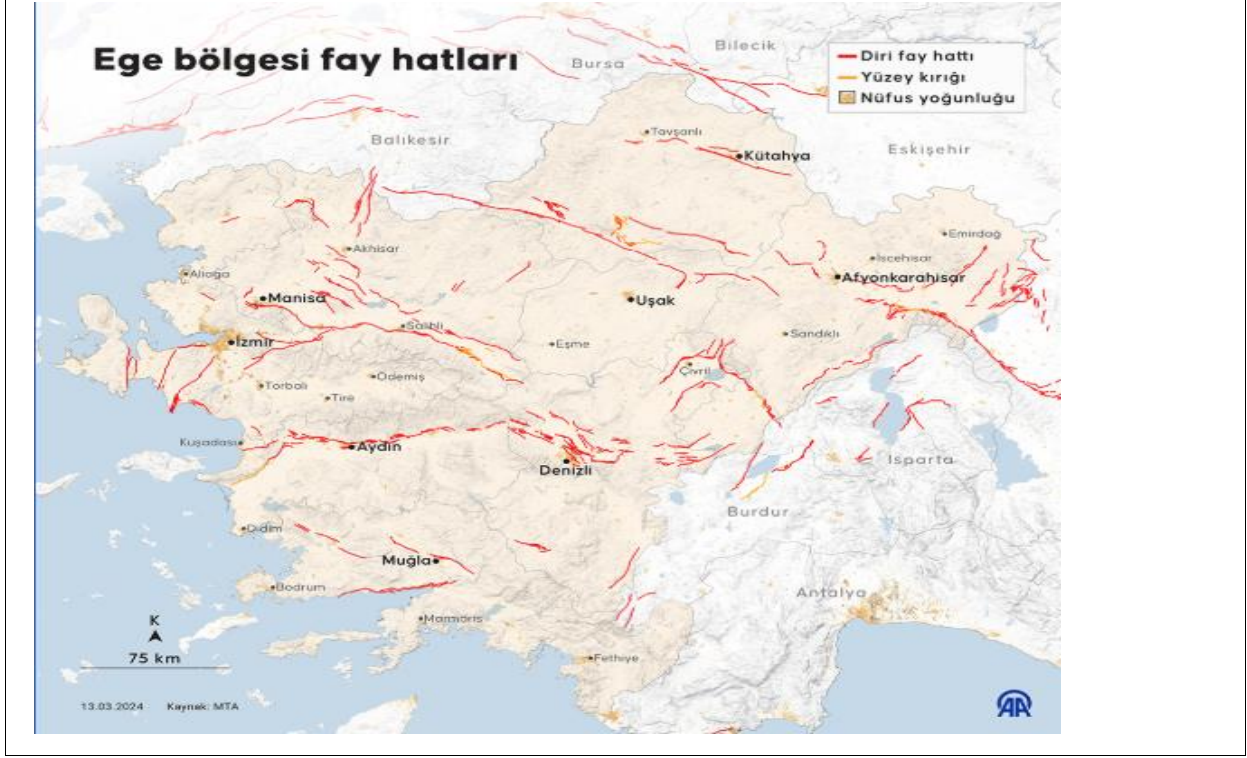 Ege bölgesi fay hatları
Diri fay hattı
Yüzey kırığı
Nüfus yoğunluğu
Bilecik
Bursa
Balıkesir
Tavşanlı
Kütahya
Eskişehir
Emirdağ
Akhisar
İscehisar
Aliağa
Afyonkarahisar
Manisa
Uşak
Salihli
Sandıklı
İzmir
Eşme
Çivril
Ödemiş
Torbalı
Tire
Kuşadası
Aydın
Denizli
Isparta
Burdur
Didim
Muğla
Bodrum
Antalya
Marmaris
Fethiye
K
75 km
13.03.2024 Kaynak: MTA
AA